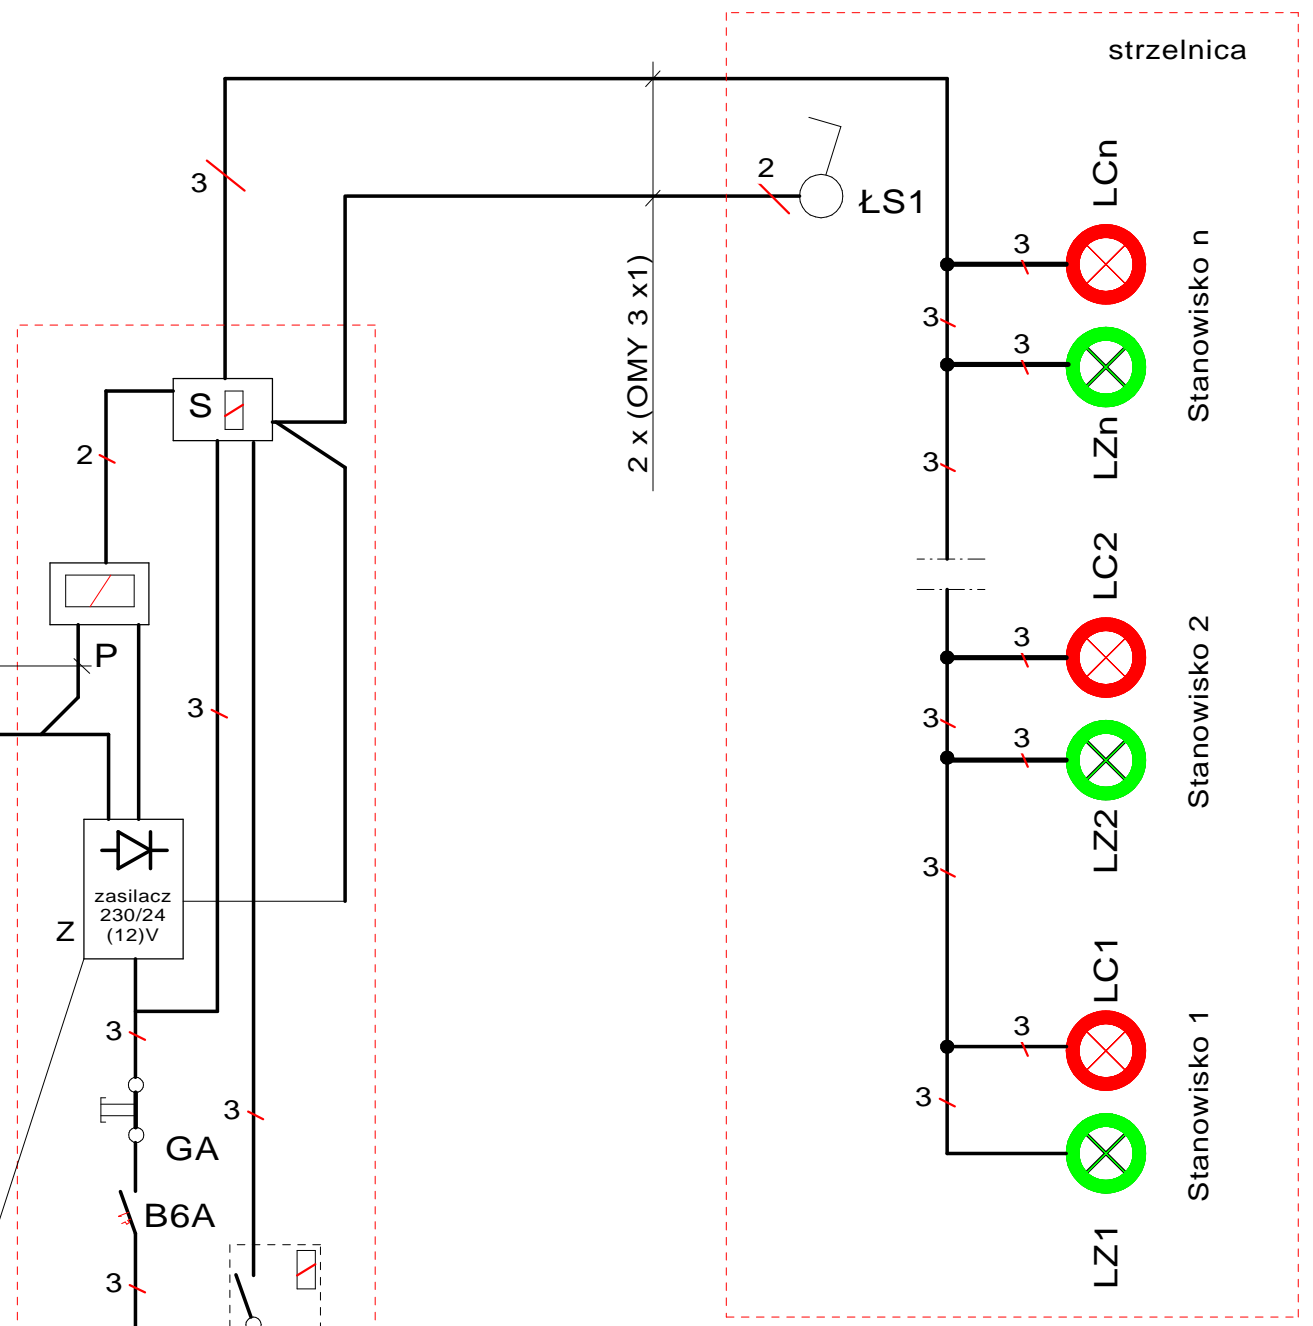 strzelnica
3
2
ŁS1
2 x (OMY 3 x1)
S
2
P
3
zasilacz
230/24
(12)V
Z
3
GA
B6A
3
3
LCn
3
3
3
LZn
Stanowisko n
3
LC2
3
3
3
LZ2
Stanowisko 2
3
LC1
3
3
LZ1
Stanowisko 1